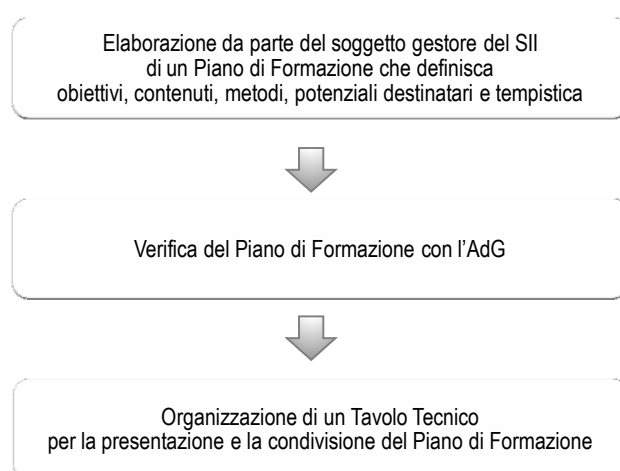 Elaborazione da parte del soggetto gestore del SII
di un Piano di Formazione che definisca
obiettivi, contenuti, metodi, potenziali destinatari e tempistica
Verifica del Piano di Formazione con l'AdG
Organizzazione di un Tavolo Tecnico
per la presentazione e la condivisione del Piano di Formazione